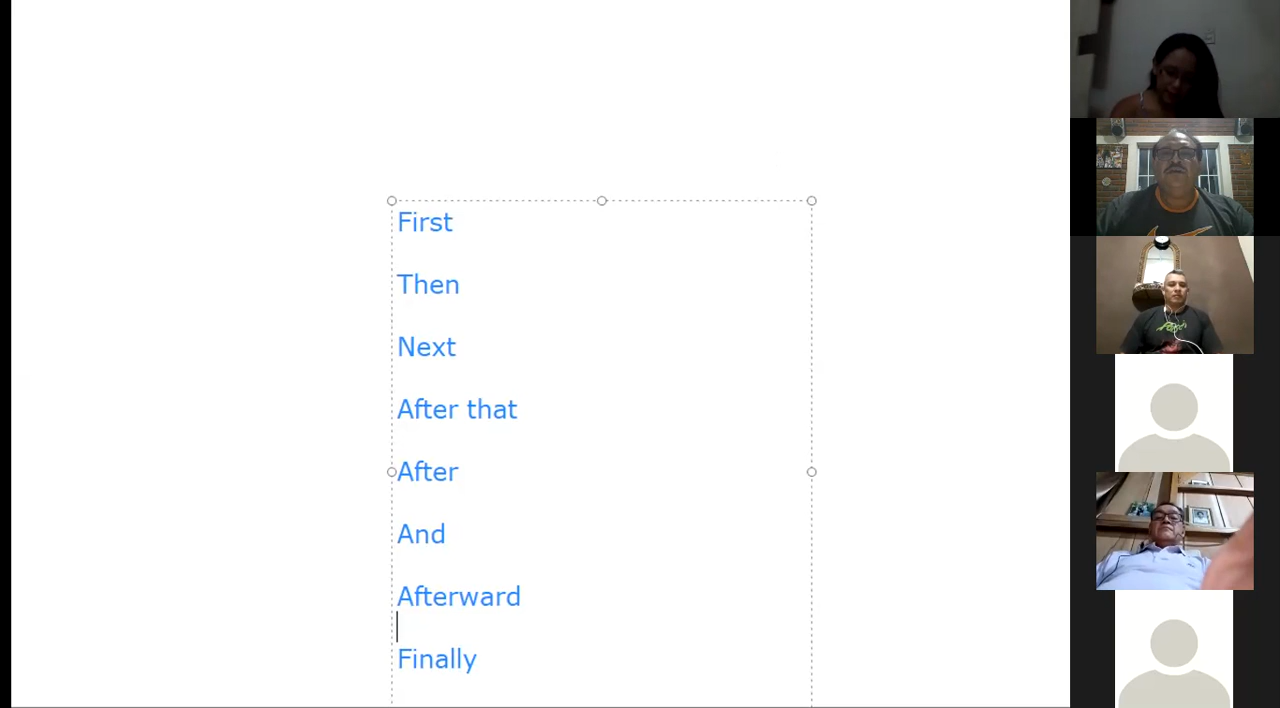 First
Then
Next
After that
After
And
Afterward
Finally